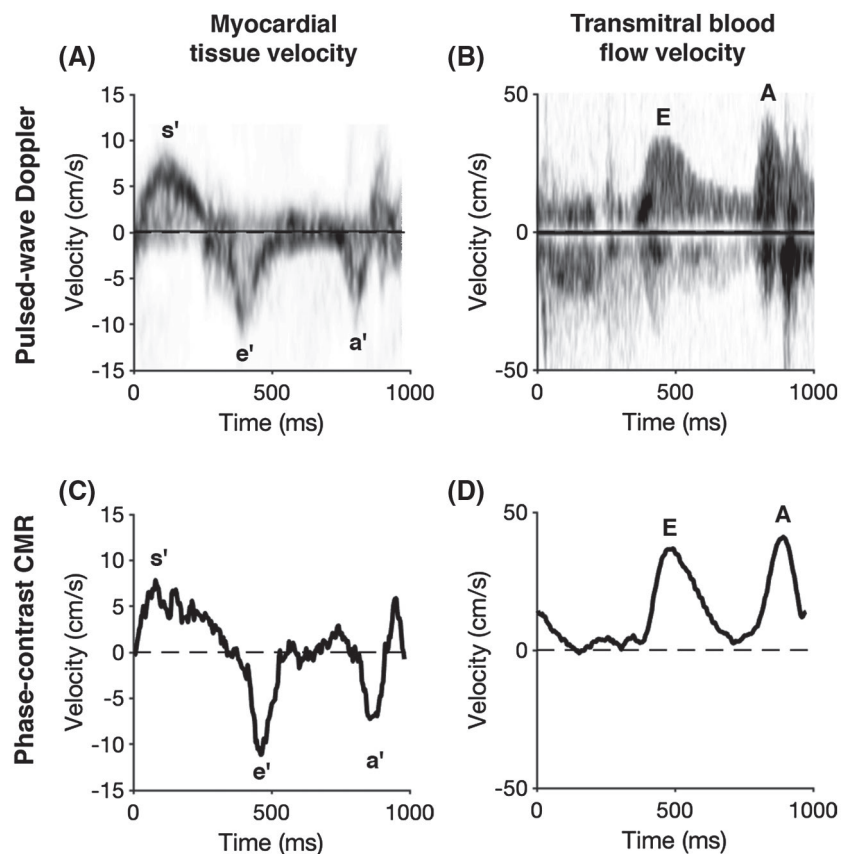 Myocardial
tissue velocity
Transmitral blood
flow velocity
Pulsed-wave Doppler
(A)
15
10
5
0
-5
-10
-15
Velocity (cm/s)
s'
e'
a'
0 500 1000
Time (ms)
(B)
50
0
-50
Velocity (cm/s)
E
A
0 500 1000
Time (ms)
Phase-contrast CMR
(C)
15
10
5
0
-5
-10
-15
Velocity (cm/s)
s'
e'
a'
0 500 1000
Time (ms)
(D)
50
0
-50
Velocity (cm/s)
E
A
0 500 1000
Time (ms)